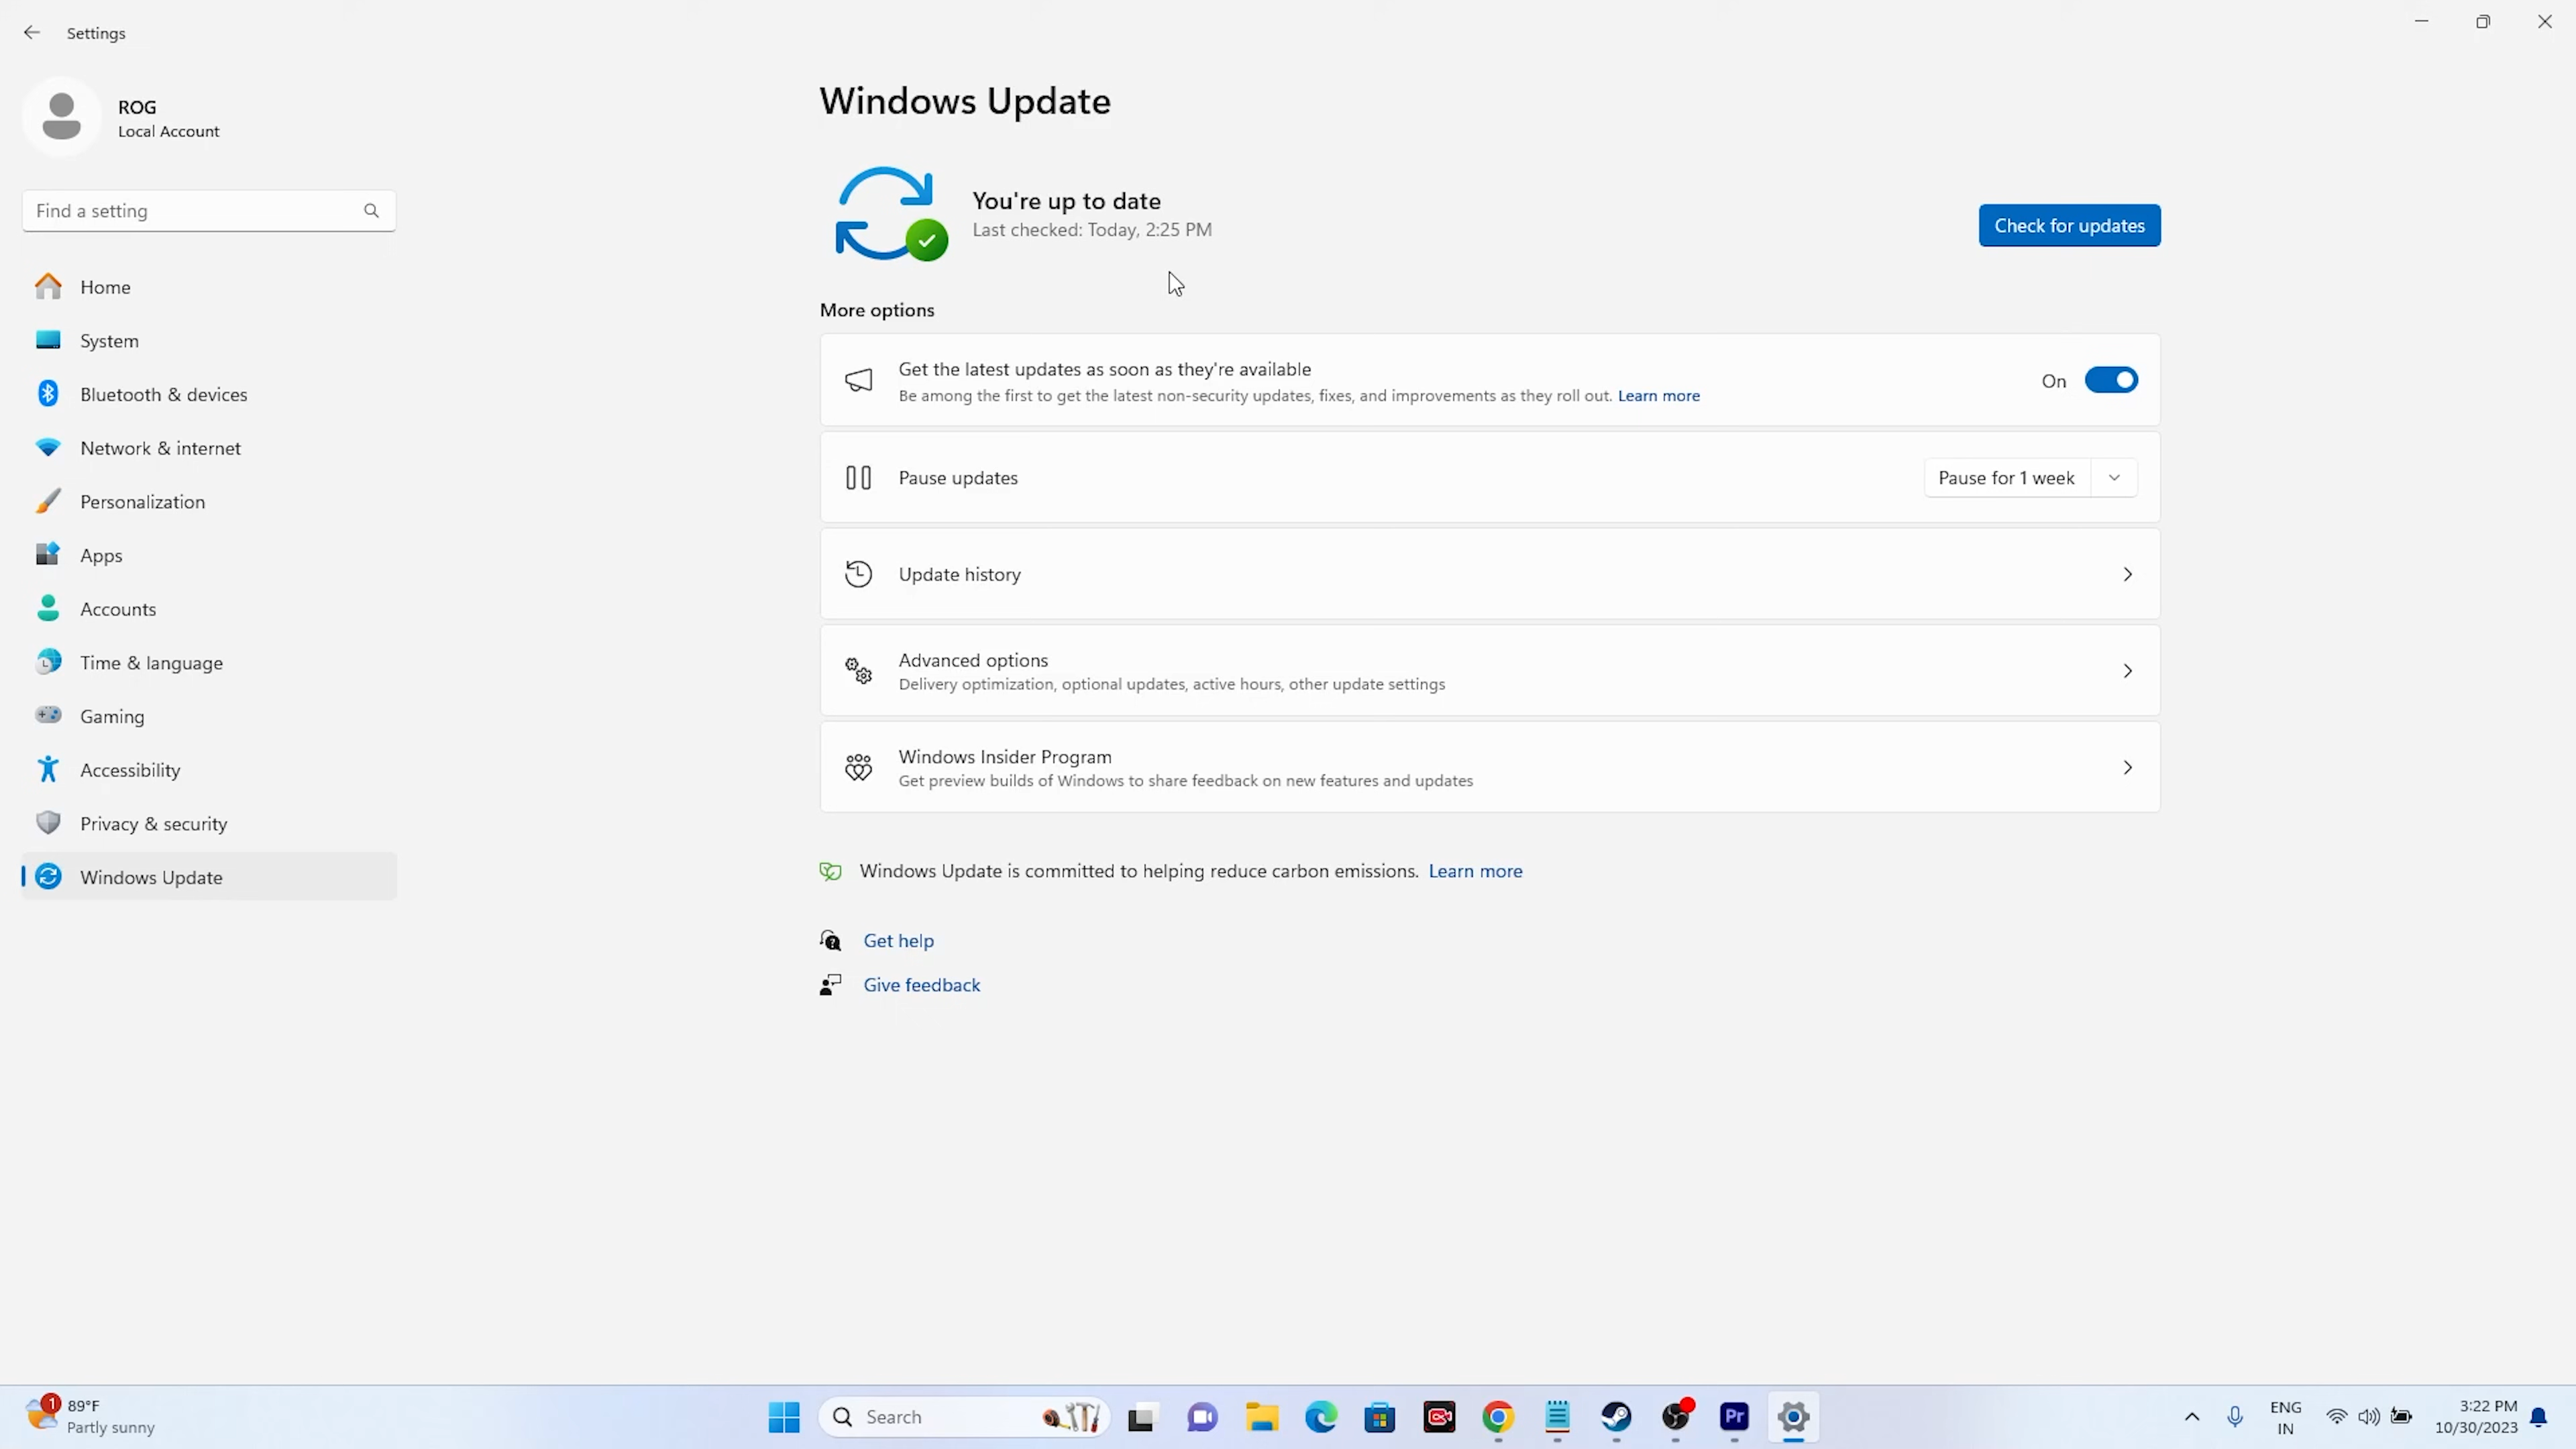 Settings
ROG
Local Account
Find a setting
Home
System
Bluetooth & devices
Network & internet
Personalization
Apps
Accounts
Time & language
Gaming
Accessibility
Privacy & security
Windows Update
Windows Update
You're up to date
Last checked: Today, 2:25 PM
Check for updates
More options
Get the latest updates as soon as they're available
Be among the first to get the latest non-security updates, fixes, and improvements as they roll out. Learn more
On
Pause updates
Pause for 1 week
Update history
Advanced options
Delivery optimization, optional updates, active hours, other update settings
Windows Insider Program
Get preview builds of Windows to share feedback on new features and updates
Windows Update is committed to helping reduce carbon emissions. Learn more
Get help
Give feedback
1
89°F
Partly sunny
Search
Pr
ENG
IN
3:22 PM
10/30/2023